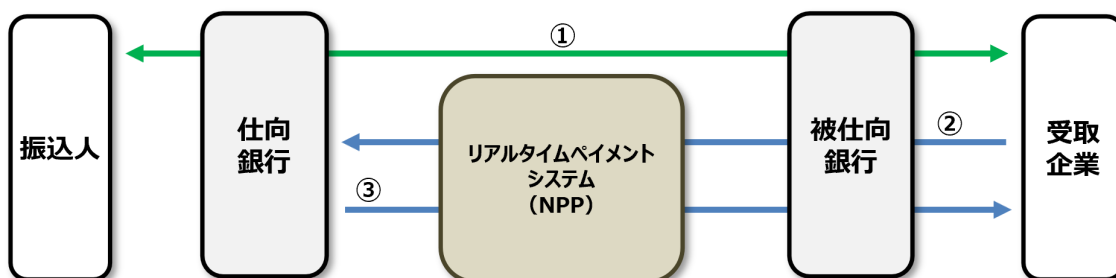 ①
振込人
仕向
銀行
リアルタイムペイメント
システム
（NPP）
被仕向
銀行
②
受取
企業
③